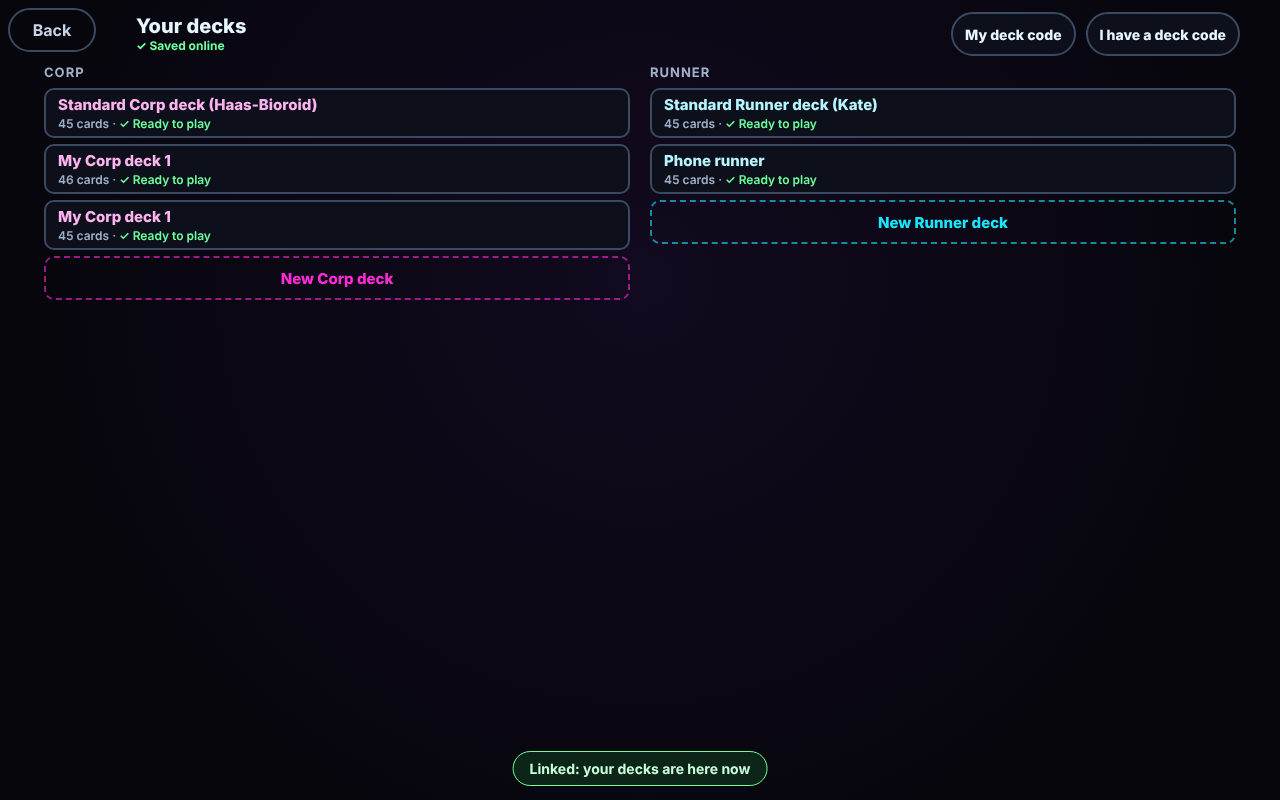 Back
Your decks
✓ Saved online
My deck code
I have a deck code
CORP
Standard Corp deck (Haas-Bioroid)
45 cards · ✓ Ready to play
My Corp deck 1
46 cards · ✓ Ready to play
My Corp deck 1
45 cards · ✓ Ready to play
New Corp deck
RUNNER
Standard Runner deck (Kate)
45 cards · ✓ Ready to play
Phone runner
45 cards · ✓ Ready to play
New Runner deck
Linked: your decks are here now